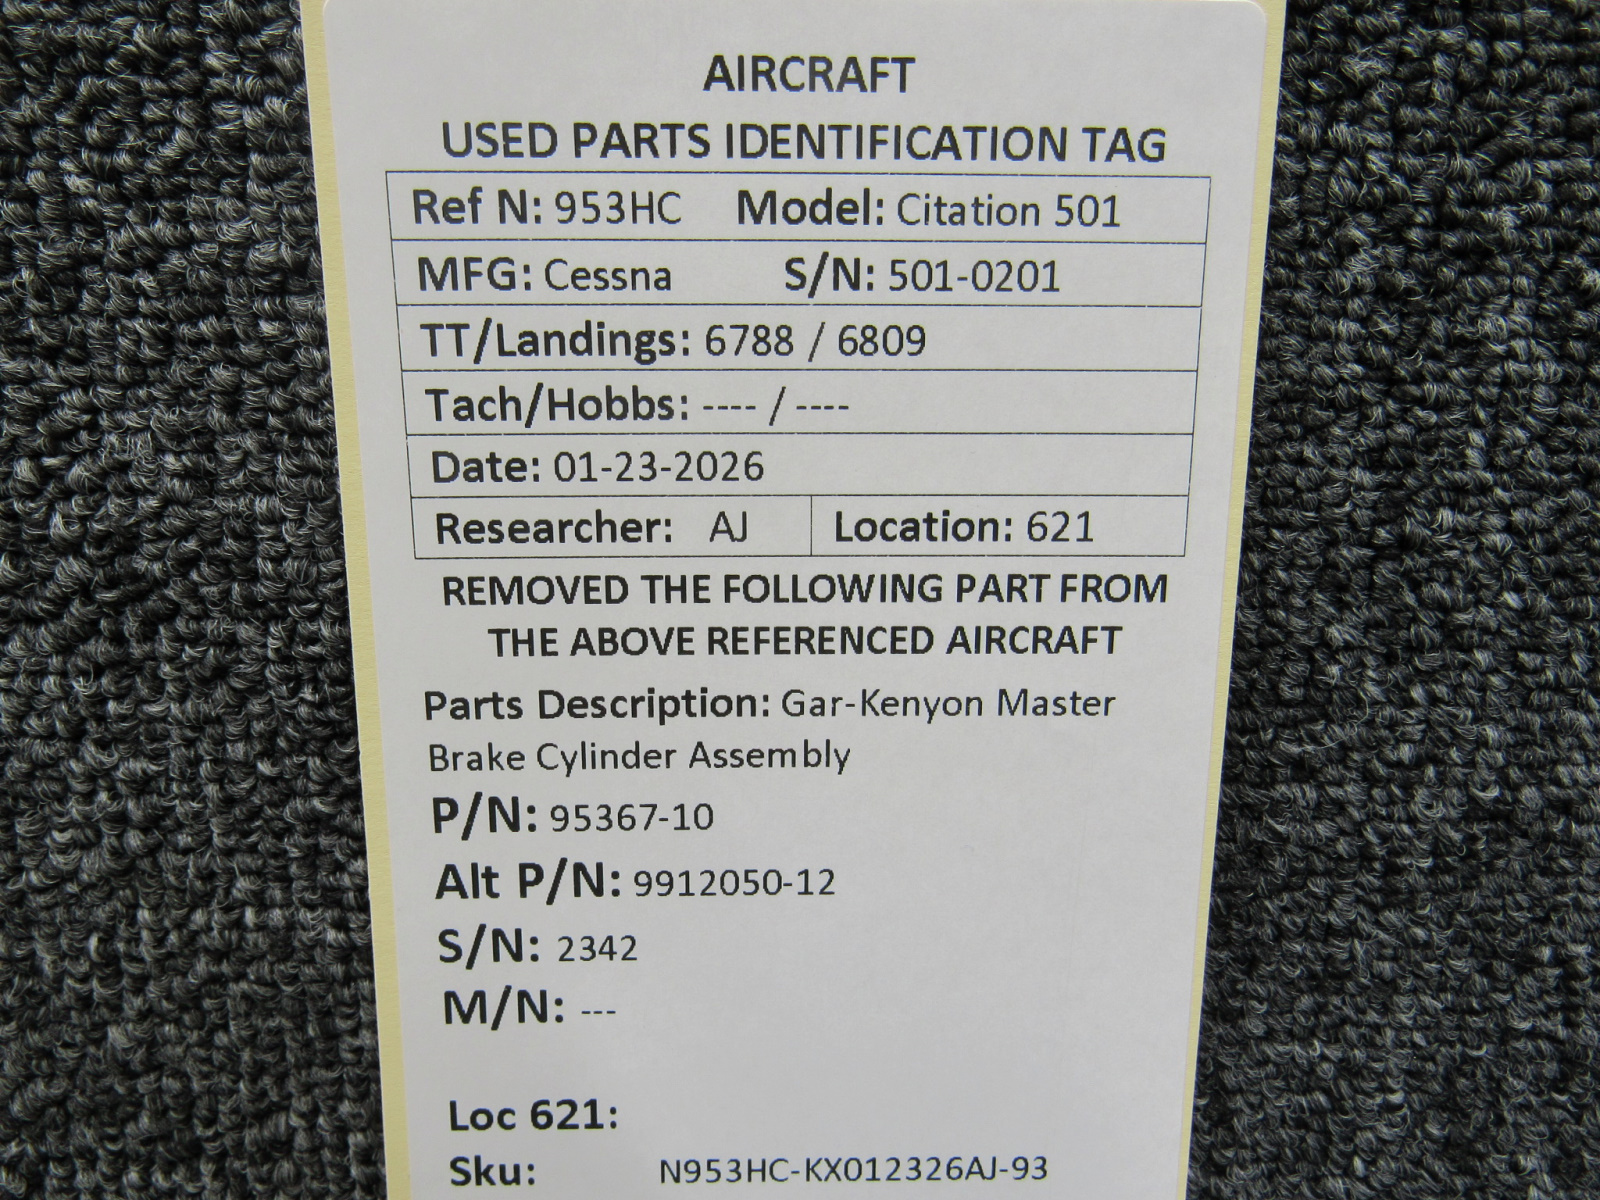 AIRCRAFT
USED PARTS IDENTIFICATION TAG
Ref N: 953HC Model: Citation 501
MFG: Cessna S/N: 501-0201
TT/Landings: 6788 / 6809
Tach/Hobbs: ---- / ----
Date: 01-23-2026
Researcher: AJ Location: 621
REMOVED THE FOLLOWING PART FROM
THE ABOVE REFERENCED AIRCRAFT
Parts Description: Gar-Kenyon Master
Brake Cylinder Assembly
P/N: 95367-10
Alt P/N: 9912050-12
S/N: 2342
M/N: ---
Loc 621:
Sku: N953HC-KX012326AJ-93